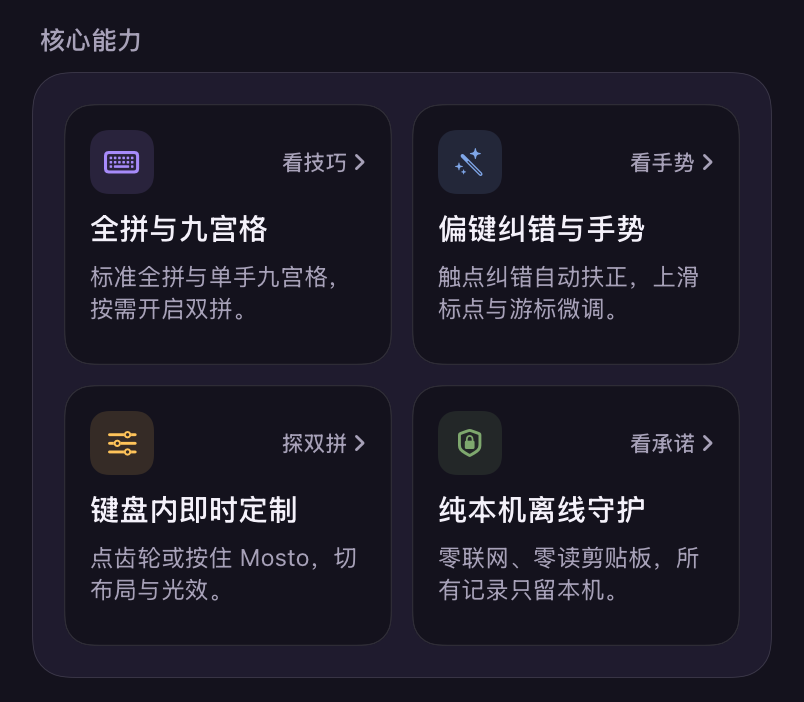 核心能力
看技巧
全拼与九宫格
标准全拼与单手九宫格，
按需开启双拼。
看手势
偏键纠错与手势
触点纠错自动扶正，上滑
标点与游标微调。
探双拼
键盘内即时定制
点齿轮或按住 Mosto，切
布局与光效。
看承诺
纯本机离线守护
零联网、零读剪贴板，所
有记录只留本机。